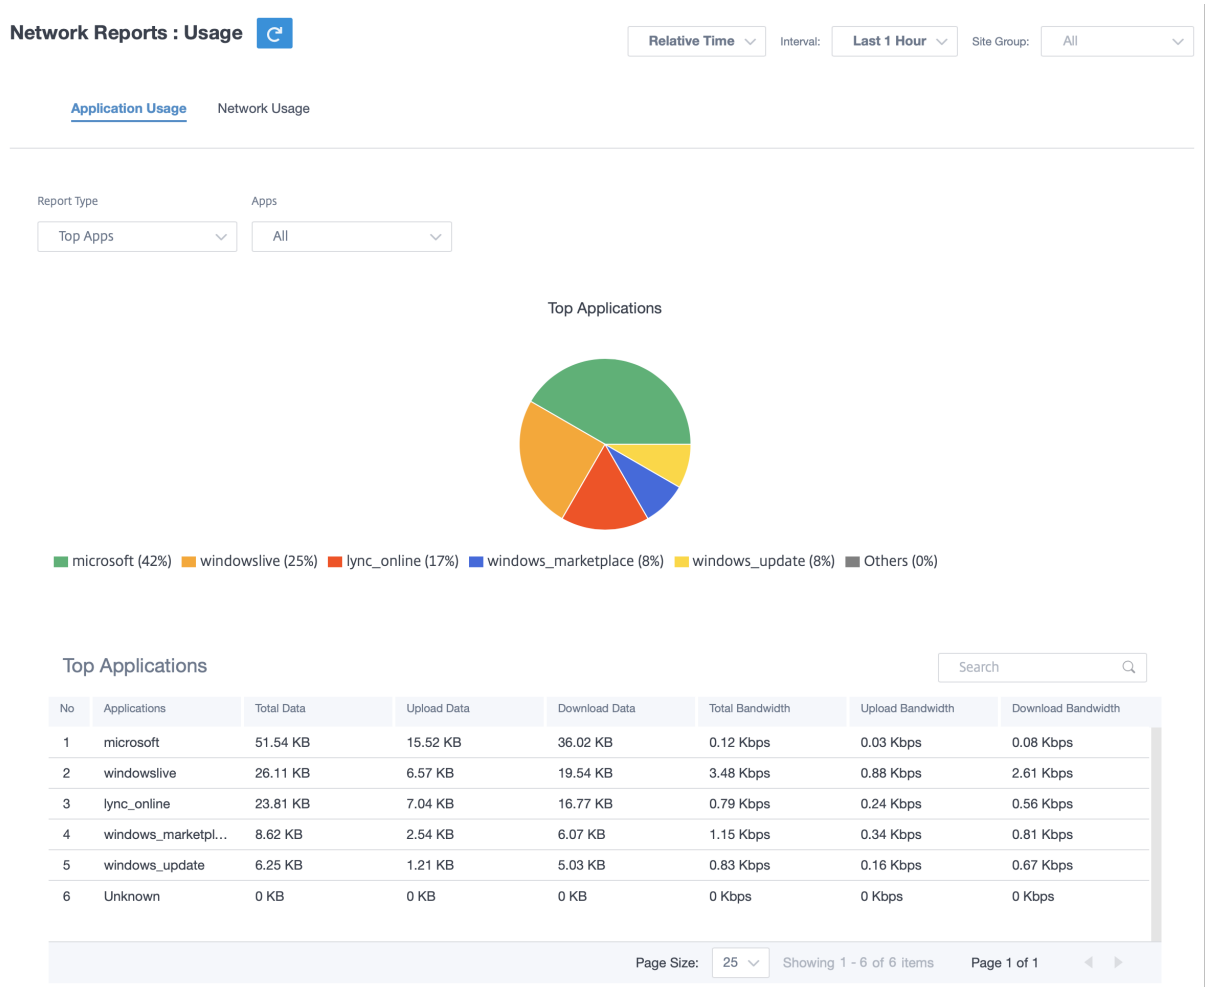 Network Reports : Usage
Relative Time Interval: Last 1 Hour Site Group: All
Application Usage Network Usage
Report Type Apps
Top Apps All
Top Applications
microsoft (42%) windowslive (25%) lync_online (17%) windows_marketplace (8%) windows_update (8%) Others (0%)
Top Applications Search
No Applications Total Data Upload Data Download Data Total Bandwidth Upload Bandwidth Download Bandwidth
1 microsoft 51.54 KB 15.52 KB 36.02 KB 0.12 Kbps 0.03 Kbps 0.08 Kbps
2 windowslive 26.11 KB 6.57 KB 19.54 KB 3.48 Kbps 0.88 Kbps 2.61 Kbps
3 lync_online 23.81 KB 7.04 KB 16.77 KB 0.79 Kbps 0.24 Kbps 0.56 Kbps
4 windows_marketpl... 8.62 KB 2.54 KB 6.07 KB 1.15 Kbps 0.34 Kbps 0.81 Kbps
5 windows_update 6.25 KB 1.21 KB 5.03 KB 0.83 Kbps 0.16 Kbps 0.67 Kbps
6 Unknown 0 KB 0 KB 0 KB 0 Kbps 0 Kbps 0 Kbps
Page Size: 25 Showing 1 - 6 of 6 items Page 1 of 1